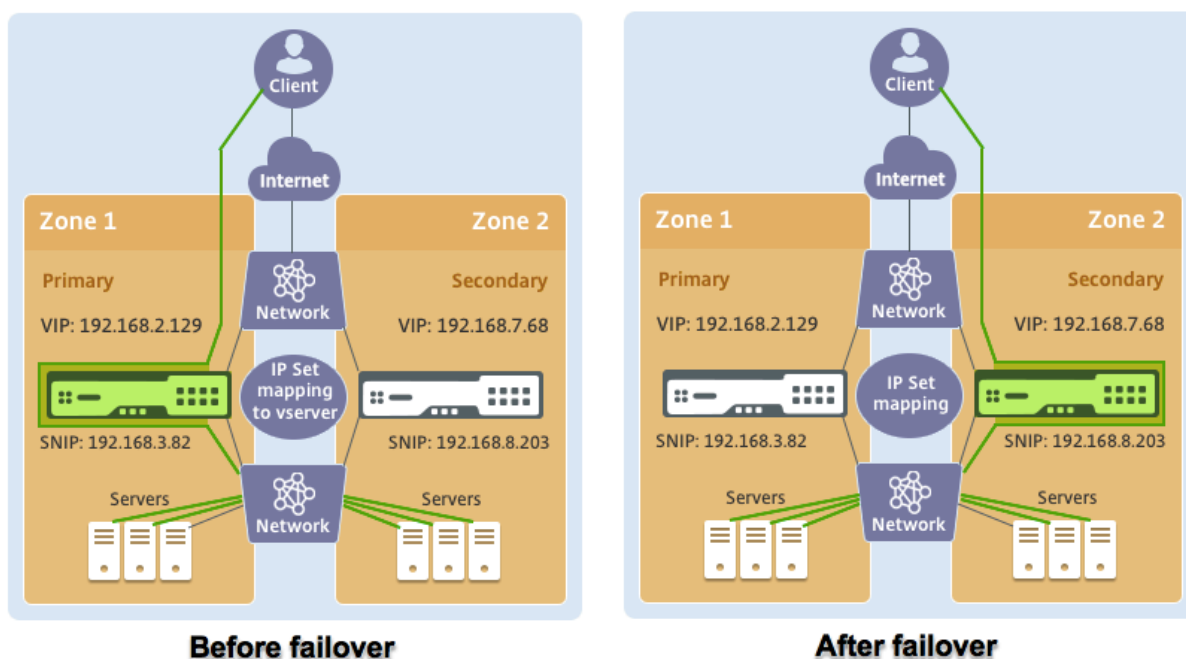 Client
Internet
Zone 1
Zone 2
Primary
Secondary
Network
VIP: 192.168.2.129
VIP: 192.168.7.68
IP Set
mapping
to vserver
SNIP: 192.168.3.82
SNIP: 192.168.8.203
Servers
Servers
Network
Before failover
Client
Internet
Zone 1
Zone 2
Primary
Secondary
Network
VIP: 192.168.2.129
VIP: 192.168.7.68
IP Set
mapping
SNIP: 192.168.3.82
SNIP: 192.168.8.203
Servers
Servers
Network
After failover